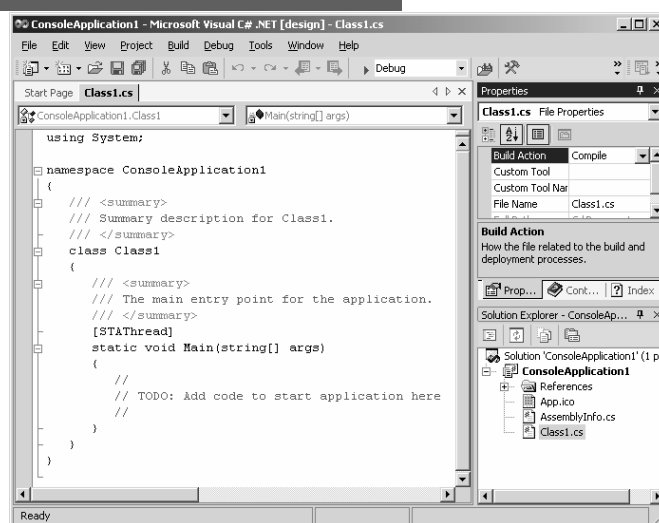 ConsoleApplication1 - Microsoft Visual C# .NET [design] - Class1.cs
File Edit View Project Build Debug Tools Window Help
Debug
Start Page Class1.cs
ConsoleApplication1.Class1
Main(string[] args)
using System;
namespace ConsoleApplication1
{
/// <summary>
/// Summary description for Class1.
/// </summary>
class Class1
{
/// <summary>
/// The main entry point for the application.
/// </summary>
[STAThread]
static void Main(string[] args)
{
//
// TODO: Add code to start application here
//
}
}
}
Properties
Class1.cs File Properties
Build Action Compile
Custom Tool
Custom Tool Nar
File Name Class1.cs
Build Action
How the file related to the build and
deployment processes.
Prop... Cont... Index
Solution Explorer - ConsoleAp...
Solution 'ConsoleApplication1' (1 p
ConsoleApplication1
References
App.ico
AssemblyInfo.cs
Class1.cs
Ready